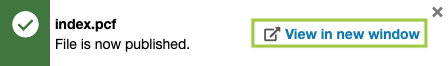 index.pcf
File is now published.
View in new window